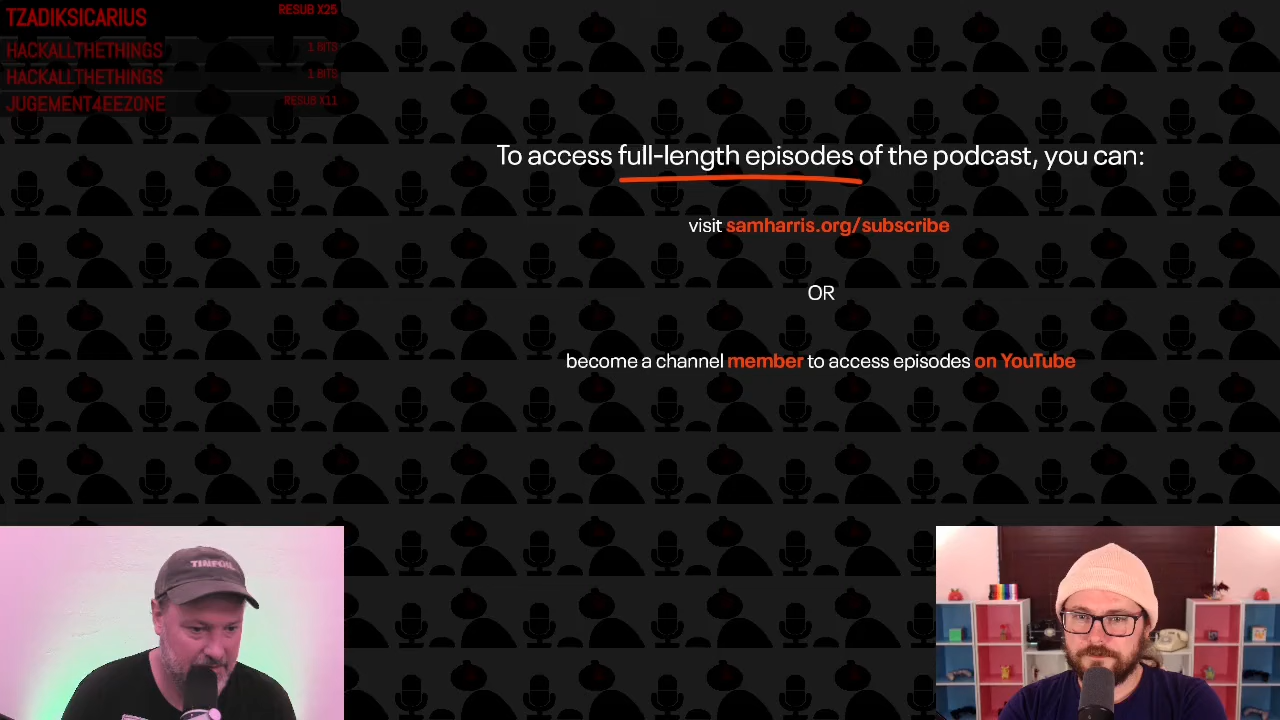 TZADIKSICARIUS
RESUB X25
HACKALLTHETHINGS
1 BITS
HACKALLTHETHINGS
1 BITS
JUGEMENT4EEZONE
RESUB X11
To access full-length episodes of the podcast, you can:
visit samharris.org/subscribe
OR
become a channel member to access episodes on YouTube
TINFOIL